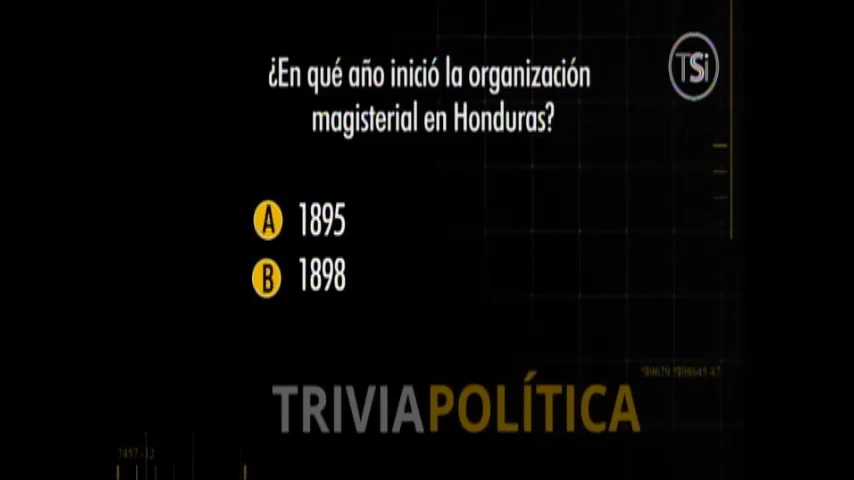 ¿En qué año inició la organización
magisterial en Honduras?
TSi
A 1895
B 1898
TRIVIAPOLÍTICA